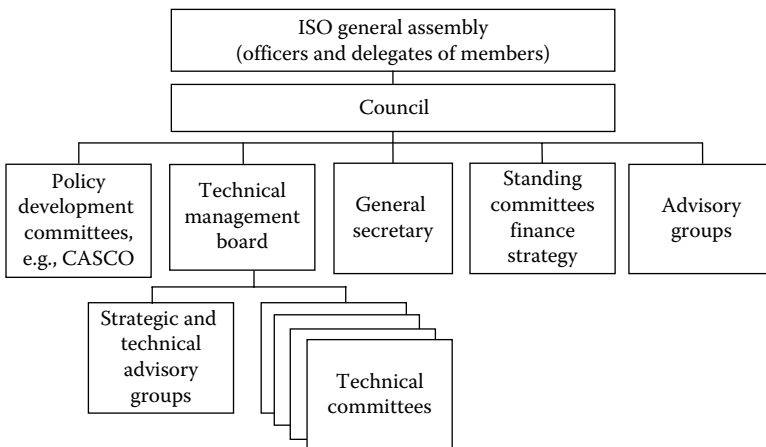 ISO general assembly
(officers and delegates of members)
Council
Policy
development
committees,
e.g., CASCO
Technical
management
board
General
secretary
Standing
committees
finance
strategy
Advisory
groups
Strategic and
technical
advisory
groups
Technical
committees